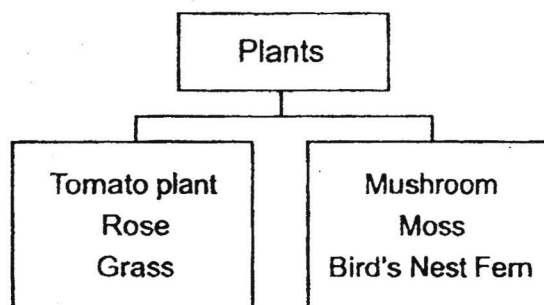 Plants
Tomato plant
Rose
Grass
Mushroom
Moss
Bird's Nest Fern